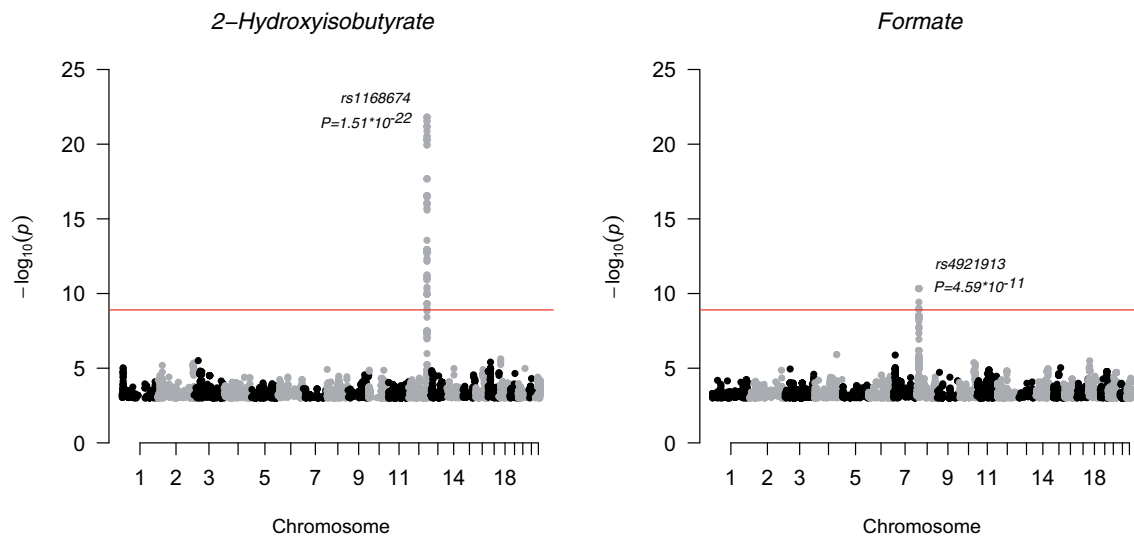 2−Hydroxyisobutyrate
25
20
15
10
5
0
−log10(p)
rs1168674
P=1.51*10-22
1 2 3 5 7 9 11 14 18
Chromosome
Formate
25
20
15
10
5
0
−log10(p)
rs4921913
P=4.59*10-11
1 2 3 5 7 9 11 14 18
Chromosome